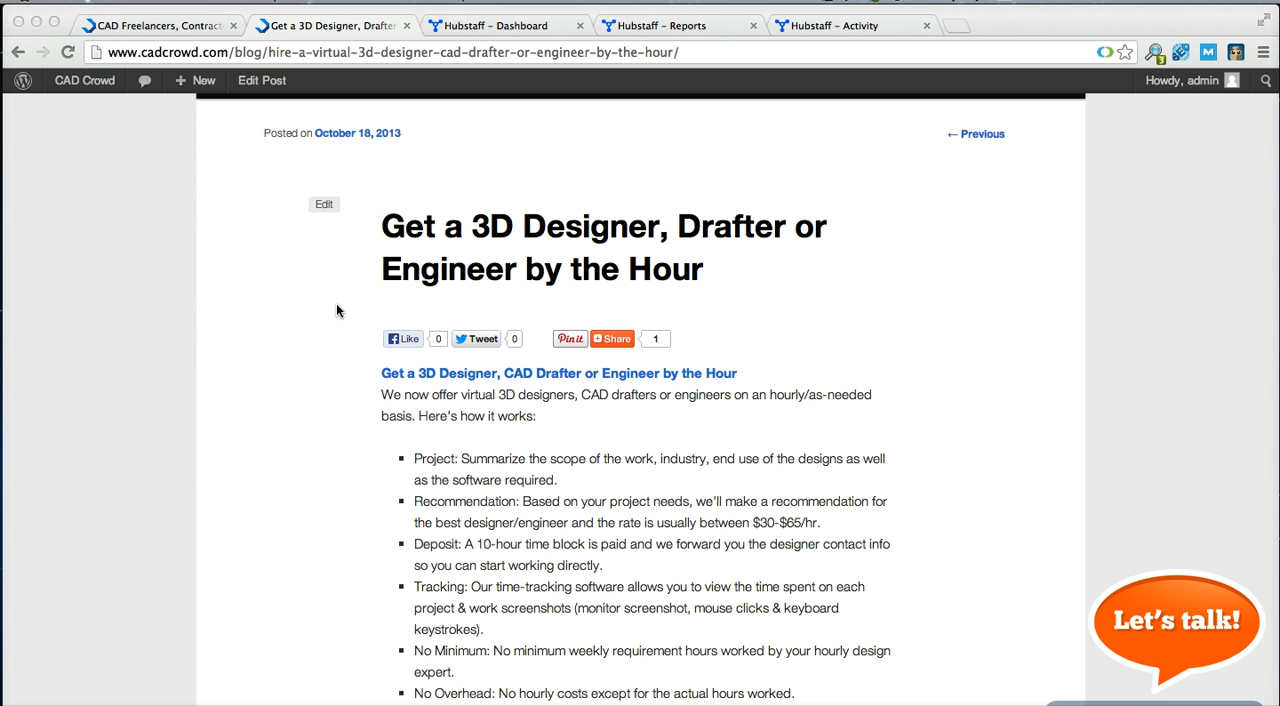 CAD Freelancers, Contract
Get a 3D Designer, Drafter
Hubstaff - Dashboard
Hubstaff - Reports
Hubstaff - Activity
www.cadcrowd.com/blog/hire-a-virtual-3d-designer-cad-drafter-or-engineer-by-the-hour/
3
M
CAD Crowd
+ New
Edit Post
Howdy, admin
Posted on October 18, 2013
← Previous
Edit
Get a 3D Designer, Drafter or
Engineer by the Hour
Like 0 Tweet 0 Pin it Share 1
Get a 3D Designer, CAD Drafter or Engineer by the Hour
We now offer virtual 3D designers, CAD drafters or engineers on an hourly/as-needed
basis. Here's how it works:
Project: Summarize the scope of the work, industry, end use of the designs as well
as the software required.
Recommendation: Based on your project needs, we'll make a recommendation for
the best designer/engineer and the rate is usually between $30-$65/hr.
Deposit: A 10-hour time block is paid and we forward you the designer contact info
so you can start working directly.
Tracking: Our time-tracking software allows you to view the time spent on each
project & work screenshots (monitor screenshot, mouse clicks & keyboard
keystrokes).
No Minimum: No minimum weekly requirement hours worked by your hourly design
expert.
No Overhead: No hourly costs except for the actual hours worked.
Let's talk!